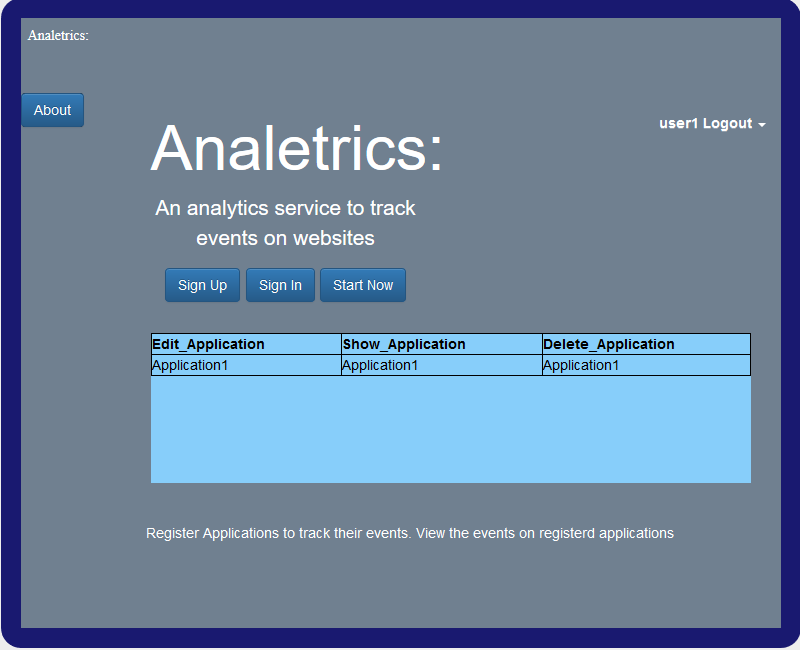 Analetrics:
About
user1 Logout
Analetrics:
An analytics service to track
events on websites
Sign Up Sign In Start Now
Edit_Application Show_Application Delete_Application
Application1 Application1 Application1
Register Applications to track their events. View the events on registerd applications